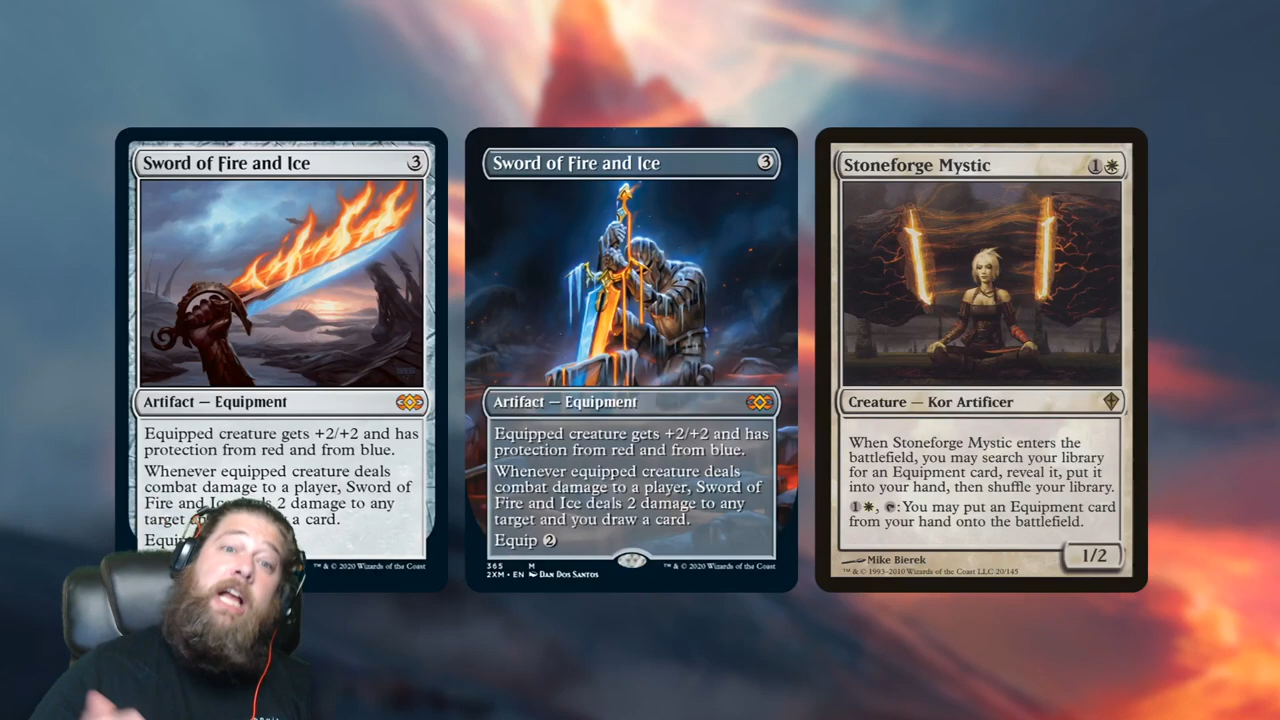 Sword of Fire and Ice 3
Artifact — Equipment
Equipped creature gets +2/+2 and has
protection from red and from blue.
Whenever equipped creature deals
combat damage to a player, Sword of
Fire and Ice deals 2 damage to any
target a card.
Equip
™ & © 2020 Wizards of the Coast
Sword of Fire and Ice 3
Artifact — Equipment
Equipped creature gets +2/+2 and has
protection from red and from blue.
Whenever equipped creature deals
combat damage to a player, Sword of
Fire and Ice deals 2 damage to any
target and you draw a card.
Equip 2
365 M
2XM • EN Dan Dos Santos
™ & © 2020 Wizards of the Coast
Stoneforge Mystic 1
Creature — Kor Artificer
When Stoneforge Mystic enters the
battlefield, you may search your library
for an Equipment card, reveal it, put it
into your hand, then shuffle your library.
1 , : You may put an Equipment card
from your hand onto the battlefield.
1/2
Mike Bierek
™ & © 1993–2010 Wizards of the Coast LLC 20/145